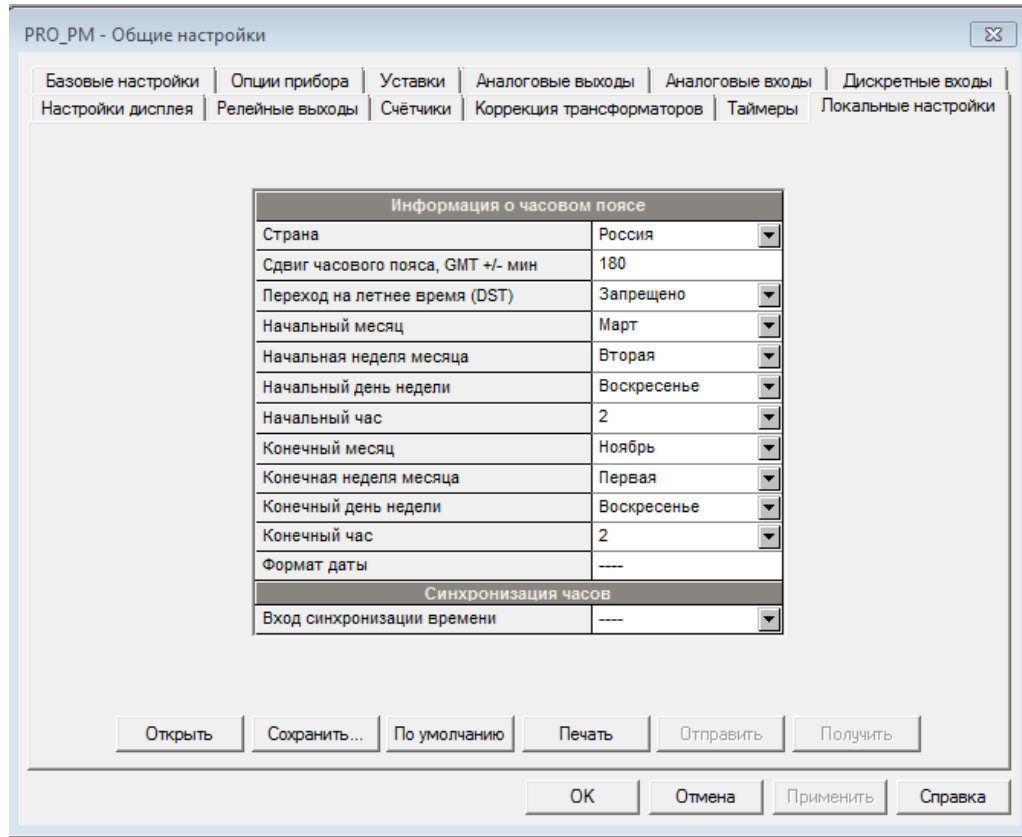 PRO_PM - Общие настройки
Базовые настройки Опции прибора Уставки Аналоговые выходы Аналоговые входы Дискретные входы
Настройки дисплея Релейные выходы Счётчики Коррекция трансформаторов Таймеры Локальные настройки
Информация о часовом поясе
Страна Россия
Сдвиг часового пояса, GMT +/- мин 180
Переход на летнее время (DST) Запрещено
Начальный месяц Март
Начальная неделя месяца Вторая
Начальный день недели Воскресенье
Начальный час 2
Конечный месяц Ноябрь
Конечная неделя месяца Первая
Конечный день недели Воскресенье
Конечный час 2
Формат даты ----
Синхронизация часов
Вход синхронизации времени ----
Открыть Сохранить... По умолчанию Печать Отправить Получить
OK Отмена Применить Справка